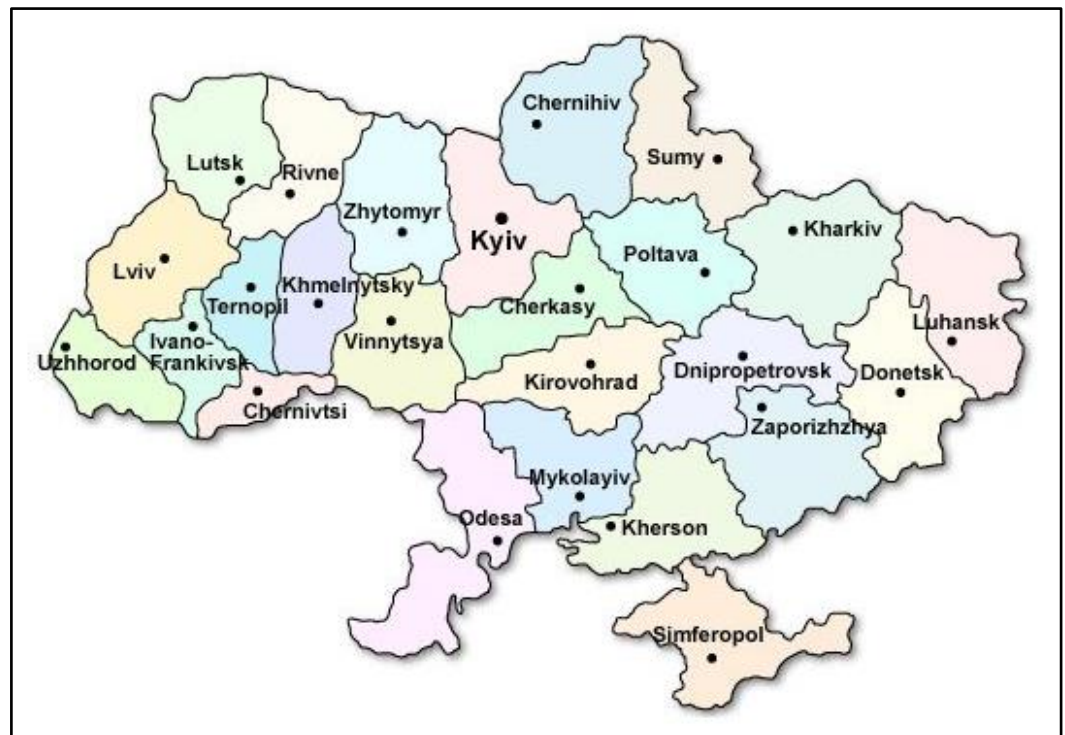 Chernihiv
Sumy
Lutsk
Rivne
Zhytomyr
Kyiv
Kharkiv
Poltava
Lviv
Khmelnytsky
Ternopil
Cherkasy
Luhansk
Ivano-
Frankivsk
Vinnytsya
Uzhhorod
Dnipropetrovsk
Donetsk
Kirovohrad
Chernivtsi
Zaporizhzhya
Mykolayiv
Odesa
Kherson
Simferopol